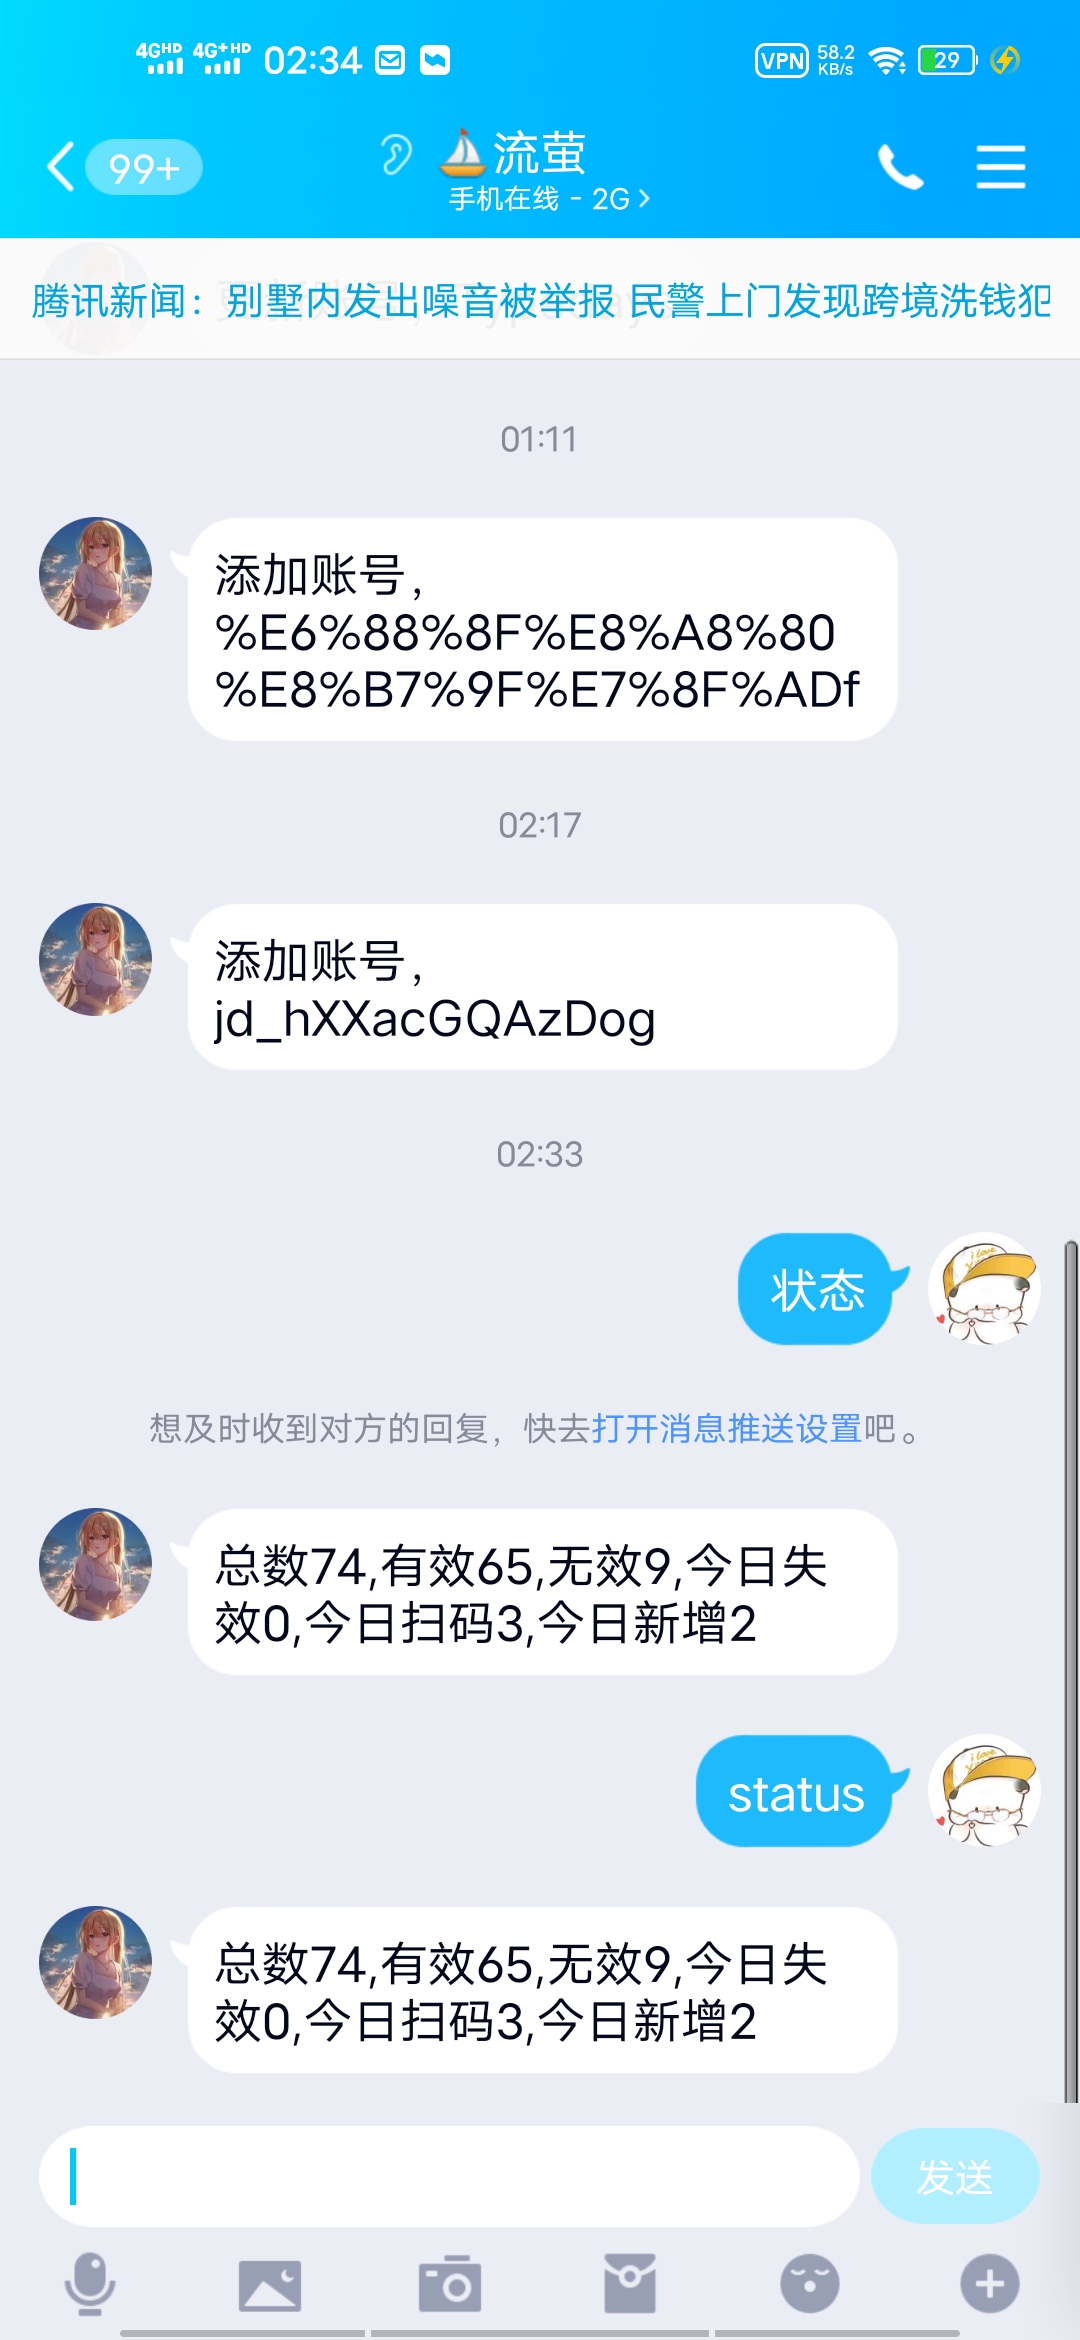 4GHD 4G+HD 02:34 VPN 58.2 KB/s 29
99+ 流萤
手机在线 - 2G
腾讯新闻：别墅内发出噪音被举报 民警上门发现跨境洗钱犯
01:11
添加账号，
%E6%88%8F%E8%A8%80
%E8%B7%9F%E7%8F%ADf
02:17
添加账号，
jd_hXXacGQAzDog
02:33
状态
想及时收到对方的回复，快去打开消息推送设置吧。
总数74,有效65,无效9,今日失
效0,今日扫码3,今日新增2
status
总数74,有效65,无效9,今日失
效0,今日扫码3,今日新增2
发送